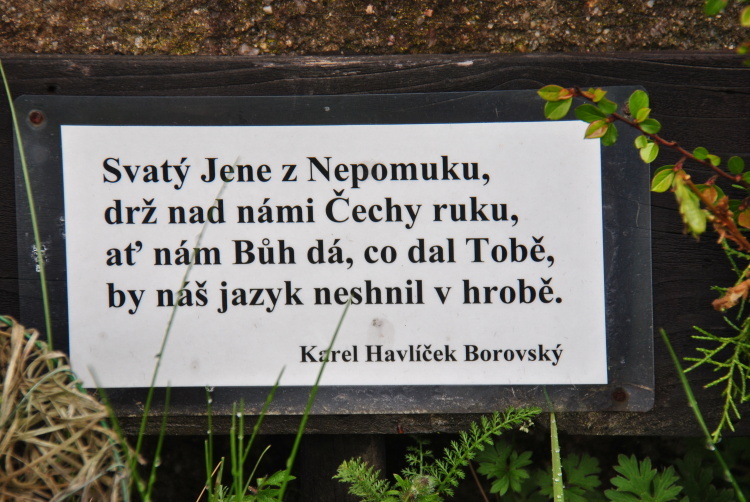 Svatý Jene z Nepomuku,
drž nad námi Čechy ruku,
ať nám Bůh dá, co dal Tobě,
by náš jazyk neshnil v hrobě.
Karel Havlíček Borovský